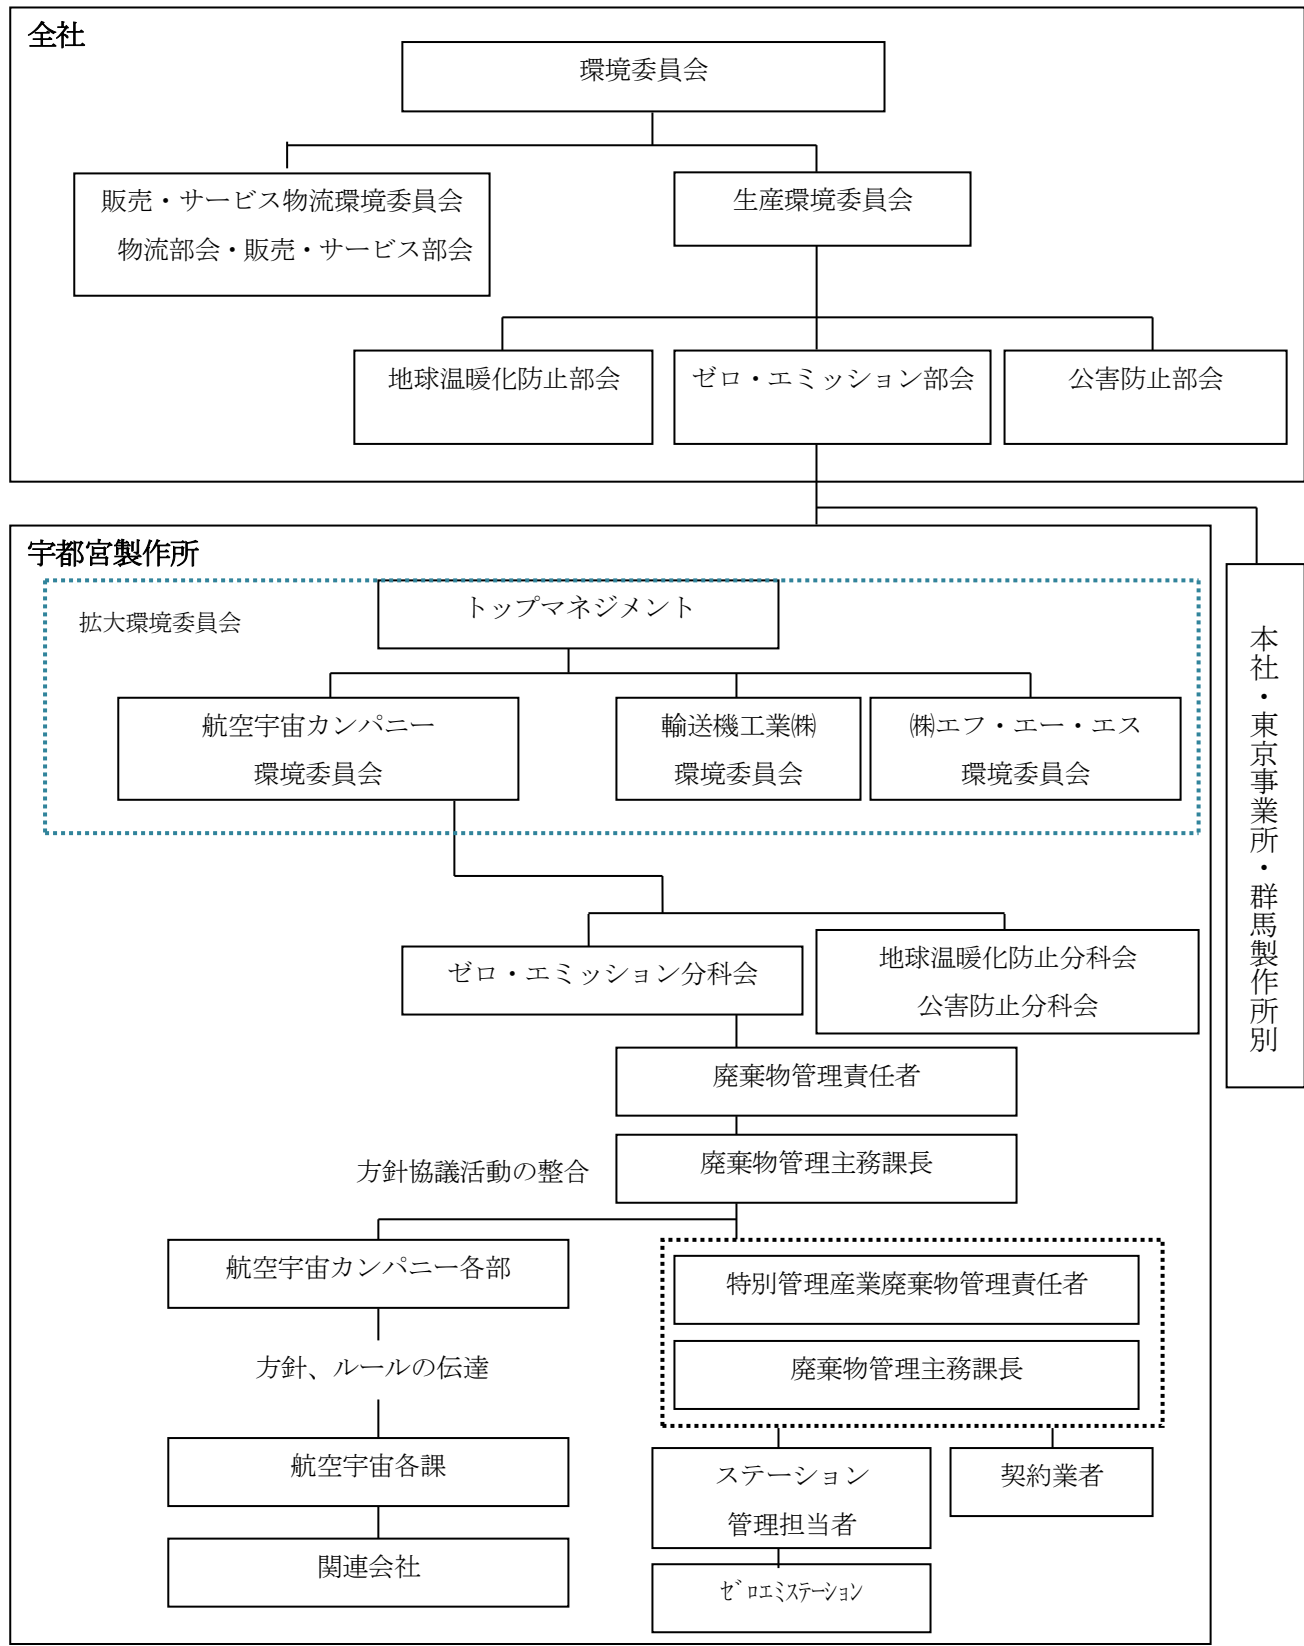 全社
環境委員会
販売・サービス物流環境委員会
物流部会・販売・サービス部会
生産環境委員会
地球温暖化防止部会
ゼロ・エミッション部会
公害防止部会
宇都宮製作所
拡大環境委員会
トップマネジメント
航空宇宙カンパニー
環境委員会
輸送機工業㈱
環境委員会
㈱エフ・エー・エス
環境委員会
本社・東京事業所・群馬製作所別
ゼロ・エミッション分科会
地球温暖化防止分科会
公害防止分科会
廃棄物管理責任者
方針協議活動の整合
廃棄物管理主務課長
航空宇宙カンパニー各部
特別管理産業廃棄物管理責任者
方針、ルールの伝達
廃棄物管理主務課長
航空宇宙各課
ステーション
管理担当者
契約業者
関連会社
ｾﾞﾛｴﾐｽﾃｰｼｮﾝ